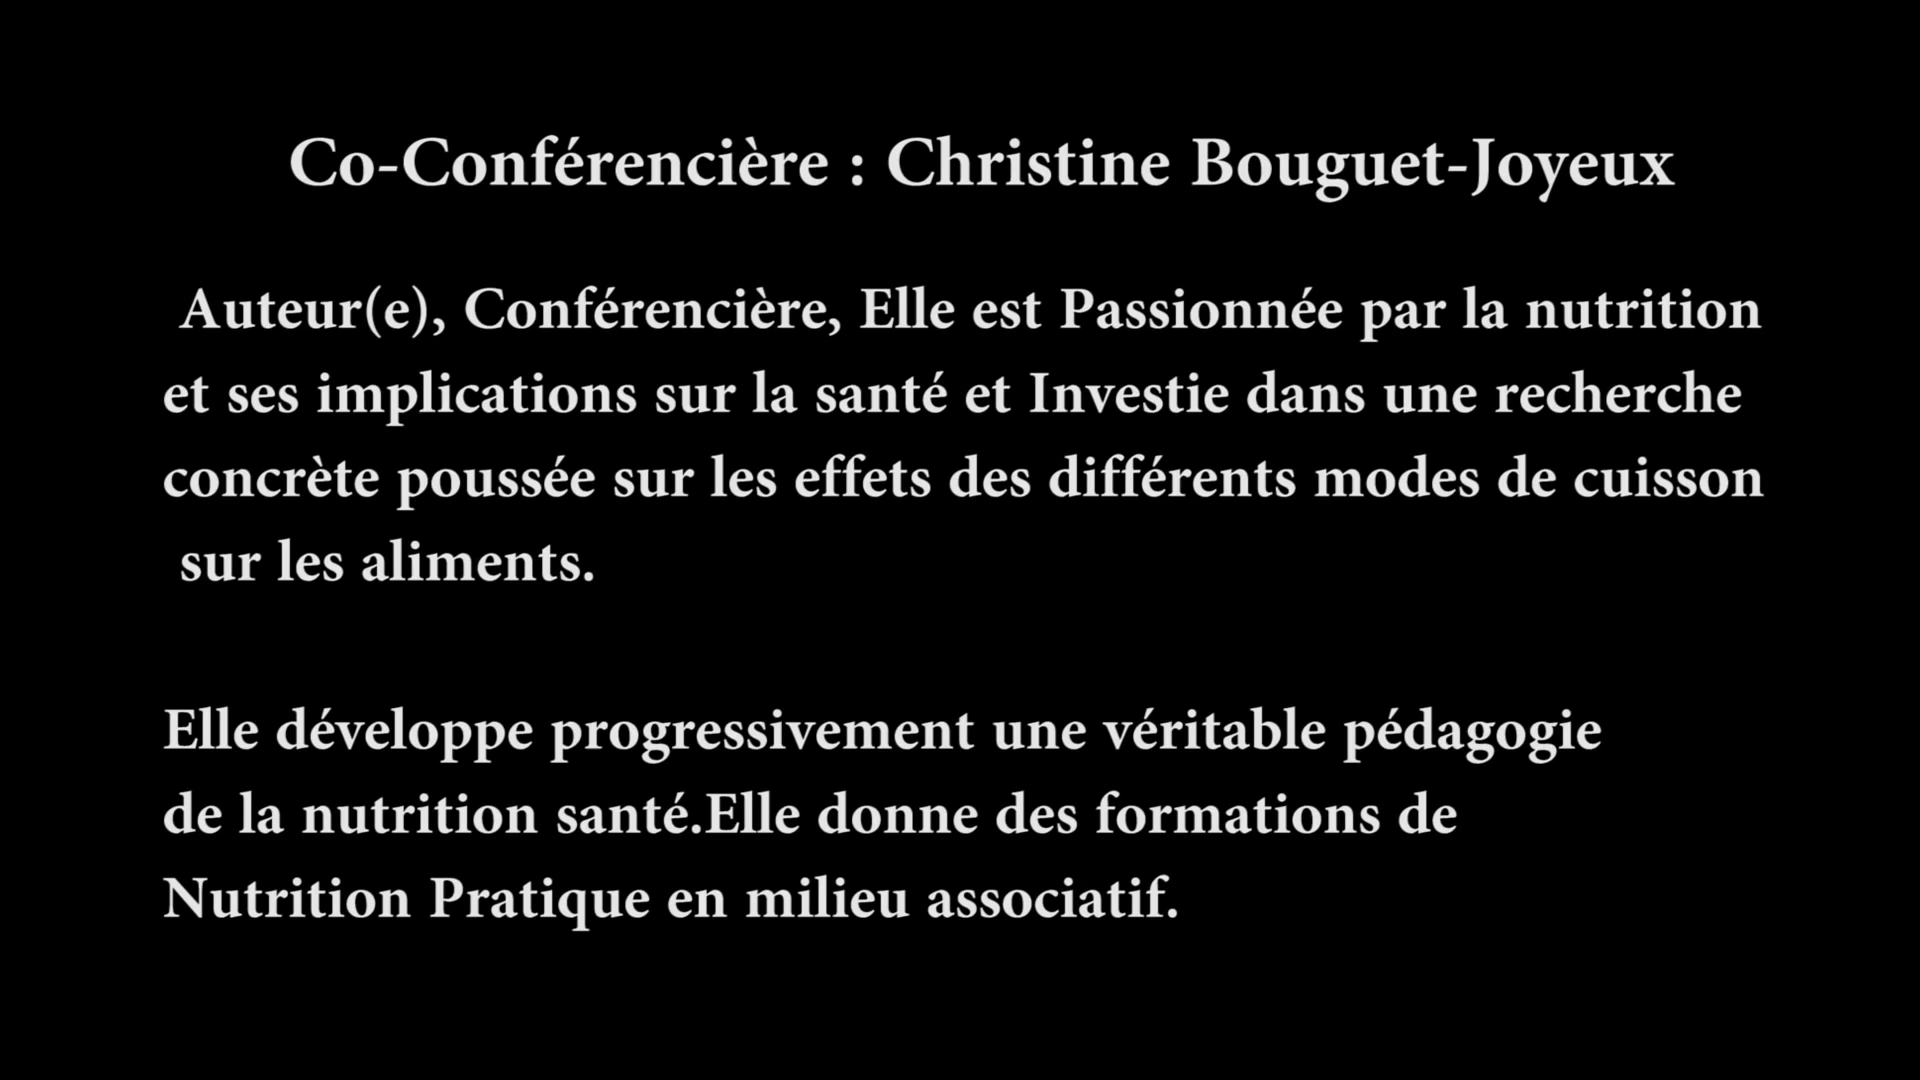 Co-Conférencière : Christine Bouguet-Joyeux
Auteur(e), Conférencière, Elle est Passionnée par la nutrition
et ses implications sur la santé et Investie dans une recherche
concrète poussée sur les effets des différents modes de cuisson
sur les aliments.
Elle développe progressivement une véritable pédagogie
de la nutrition santé.Elle donne des formations de
Nutrition Pratique en milieu associatif.